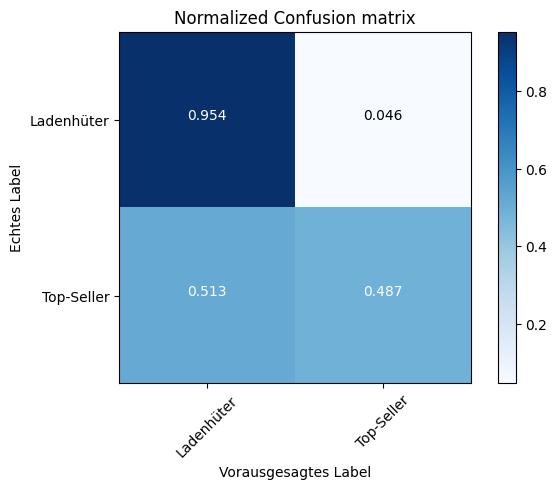 Normalized Confusion matrix
Echtes Label
Ladenhüter
0.954
0.046
Top-Seller
0.513
0.487
Ladenhüter
Top-Seller
Vorausgesagtes Label
0.8
0.6
0.4
0.2